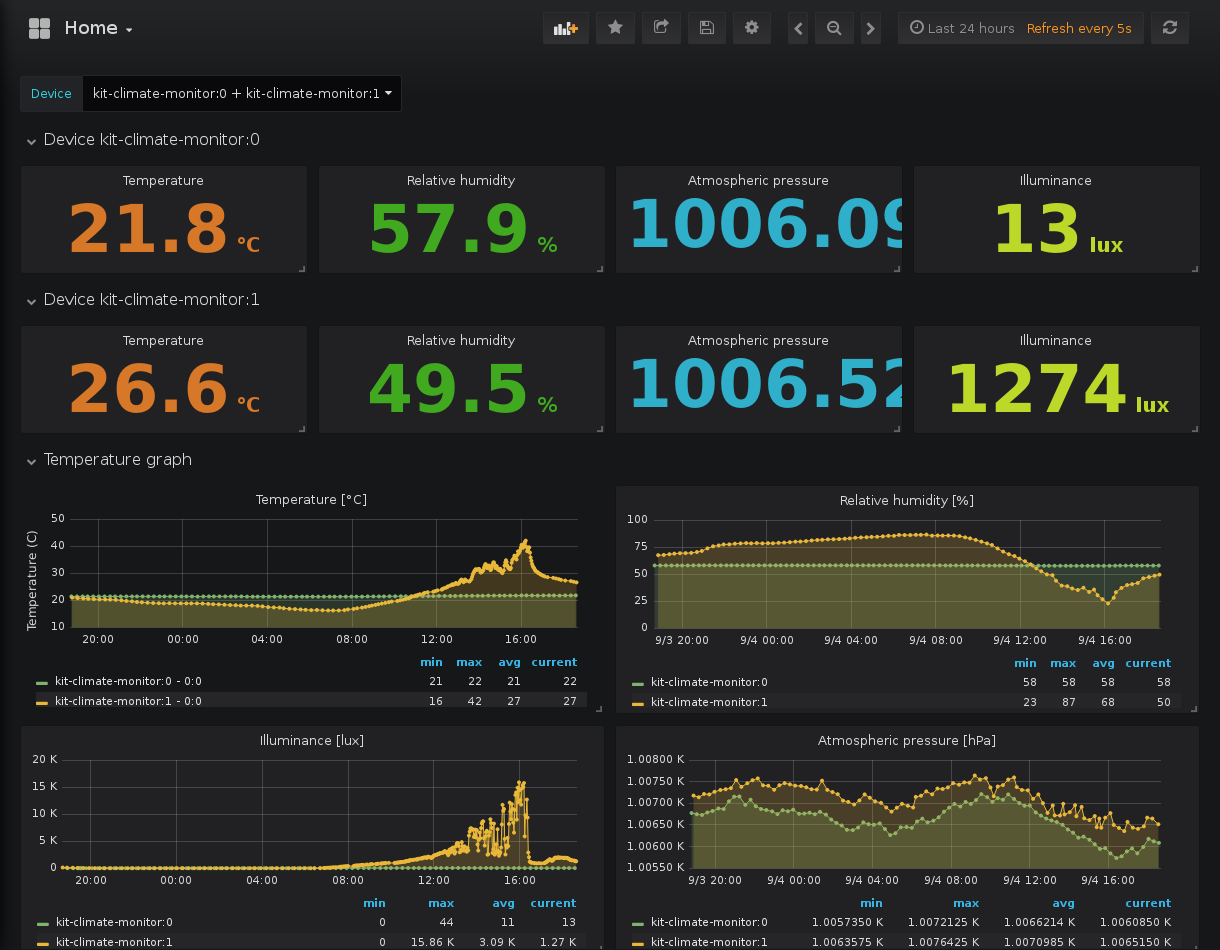 Home
Last 24 hours Refresh every 5s
Device kit-climate-monitor:0 + kit-climate-monitor:1
Device kit-climate-monitor:0
Temperature Relative humidity Atmospheric pressure Illuminance
21.8 °C 57.9 % 1006.09 13 lux
Device kit-climate-monitor:1
Temperature Relative humidity Atmospheric pressure Illuminance
26.6 °C 49.5 % 1006.52 1274 lux
Temperature graph
Temperature [°C]
Temperature (C)
50
40
30
20
10
20:00 00:00 04:00 08:00 12:00 16:00
min max avg current
kit-climate-monitor:0 - 0:0 21 22 21 22
kit-climate-monitor:1 - 0:0 16 42 27 27
Relative humidity [%]
100
75
50
25
0
9/3 20:00 9/4 00:00 9/4 04:00 9/4 08:00 9/4 12:00 9/4 16:00
min max avg current
kit-climate-monitor:0 58 58 58 58
kit-climate-monitor:1 23 87 68 50
Illuminance [lux]
20 K
15 K
10 K
5 K
0
20:00 00:00 04:00 08:00 12:00 16:00
min max avg current
kit-climate-monitor:0 0 44 11 13
kit-climate-monitor:1 0 15.86 K 3.09 K 1.27 K
Atmospheric pressure [hPa]
1.00800 K
1.00750 K
1.00700 K
1.00650 K
1.00600 K
1.00550 K
9/3 20:00 9/4 00:00 9/4 04:00 9/4 08:00 9/4 12:00 9/4 16:00
min max avg current
kit-climate-monitor:0 1.0057350 K 1.0072125 K 1.0066214 K 1.0060850 K
kit-climate-monitor:1 1.0063575 K 1.0076425 K 1.0070985 K 1.0065150 K